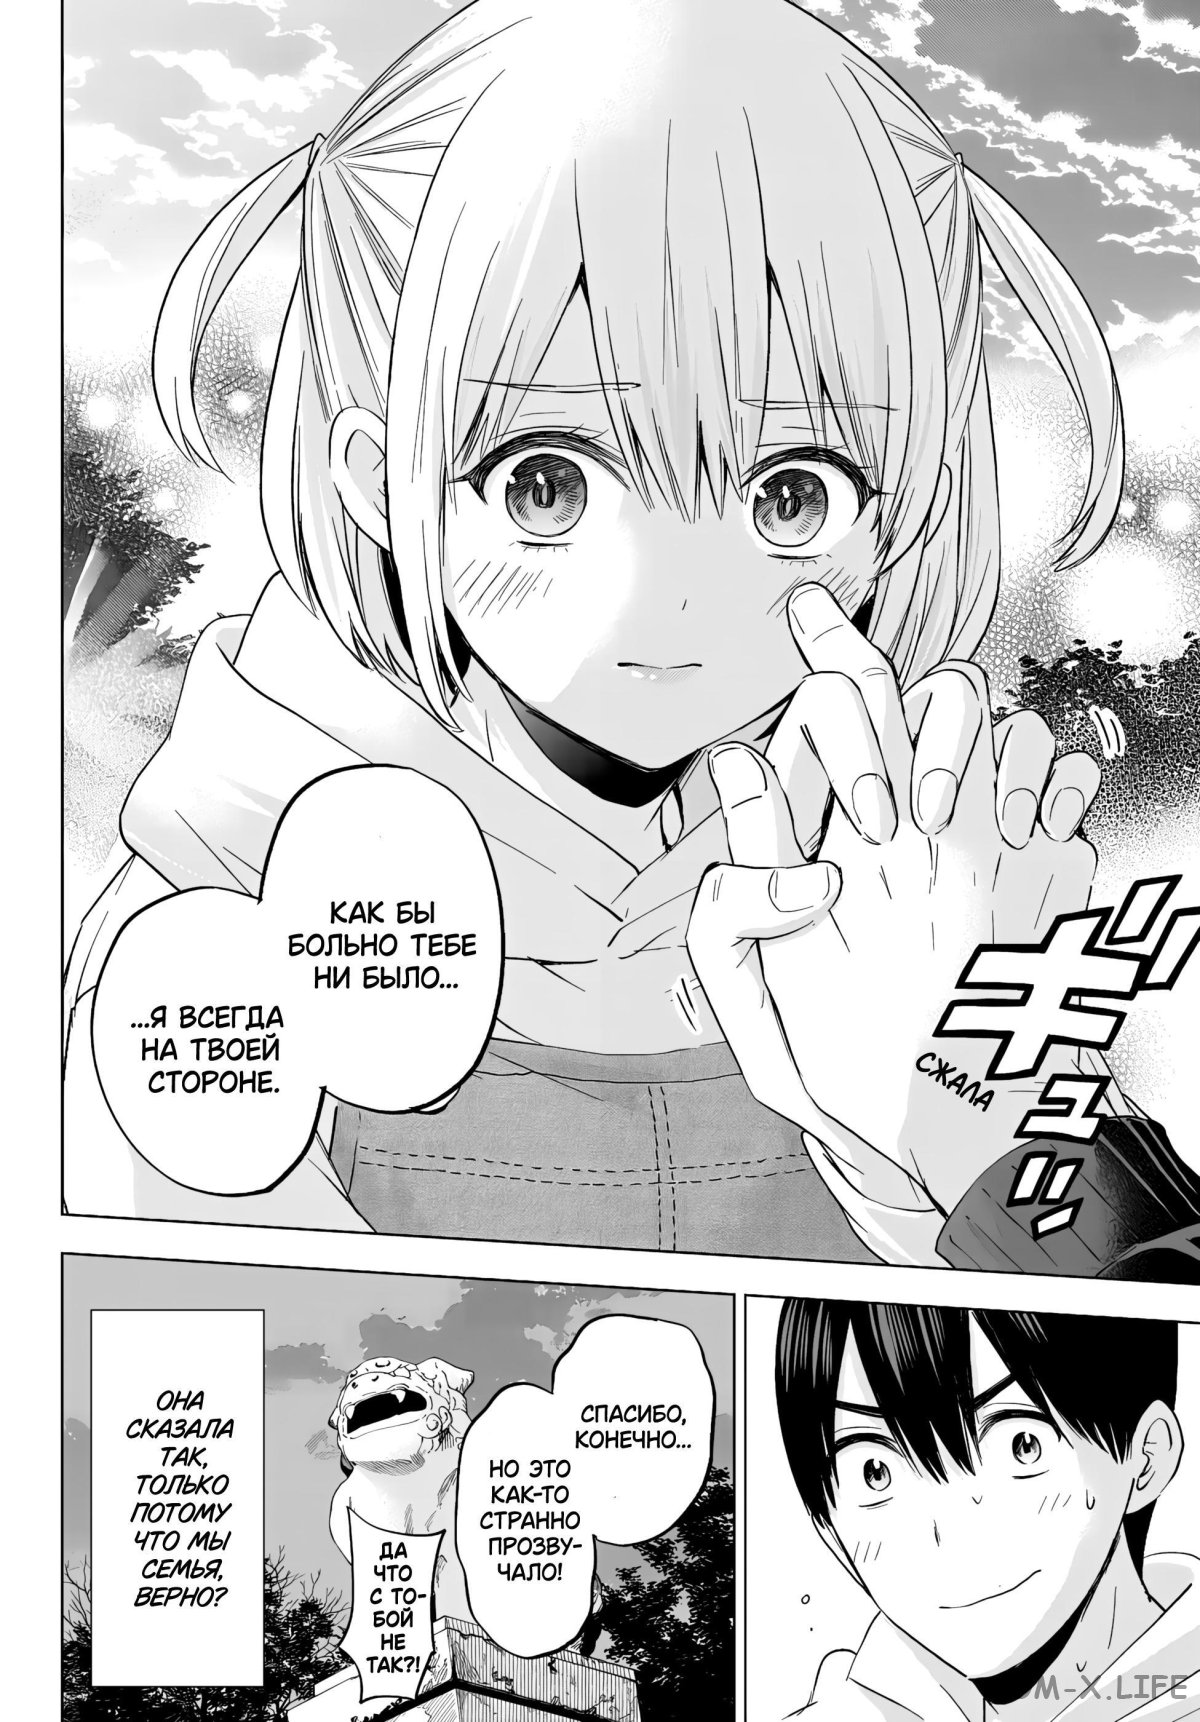 КАК БЫ
БОЛЬНО ТЕБЕ
НИ БЫЛО...
...Я ВСЕГДА
НА ТВОЕЙ
СТОРОНЕ.
ギュッ
СЖАЛА
ОНА
СКАЗАЛА
ТАК,
ТОЛЬКО
ПОТОМУ
ЧТО МЫ
СЕМЬЯ,
ВЕРНО?
СПАСИБО,
КОНЕЧНО...
НО ЭТО
КАК-ТО
СТРАННО
ПРОЗВУ-
ЧАЛО!
ДА
ЧТО
С ТО-
БОЙ
НЕ
ТАК?!
OM-X.LIFE